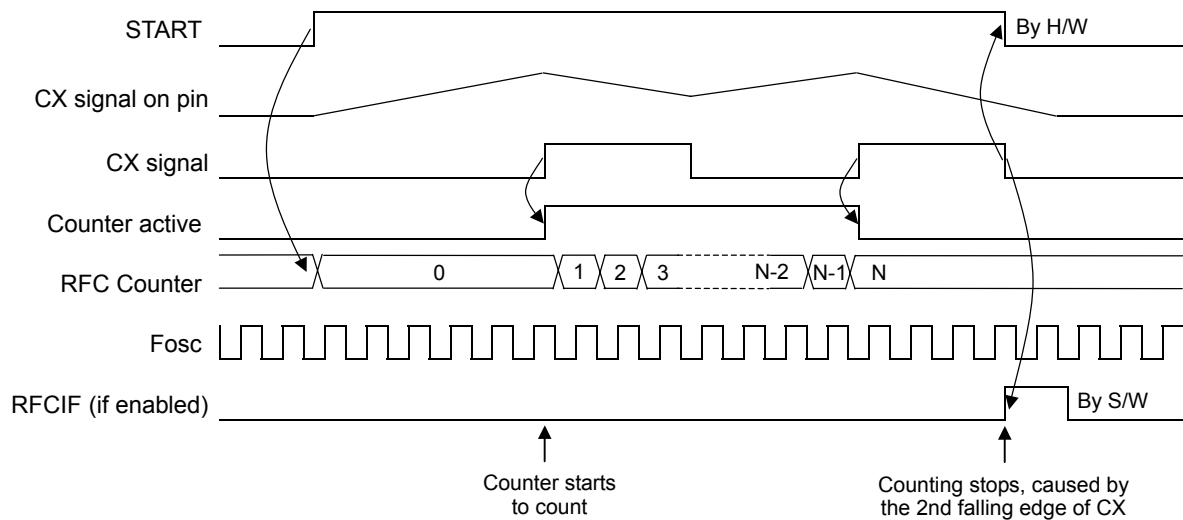 START
By H/W
CX signal on pin
CX signal
Counter active
RFC Counter
0
1
2
3
N-2
N-1
N
Fosc
RFCIF (if enabled)
By S/W
Counter starts
to count
Counting stops, caused by
the 2nd falling edge of CX